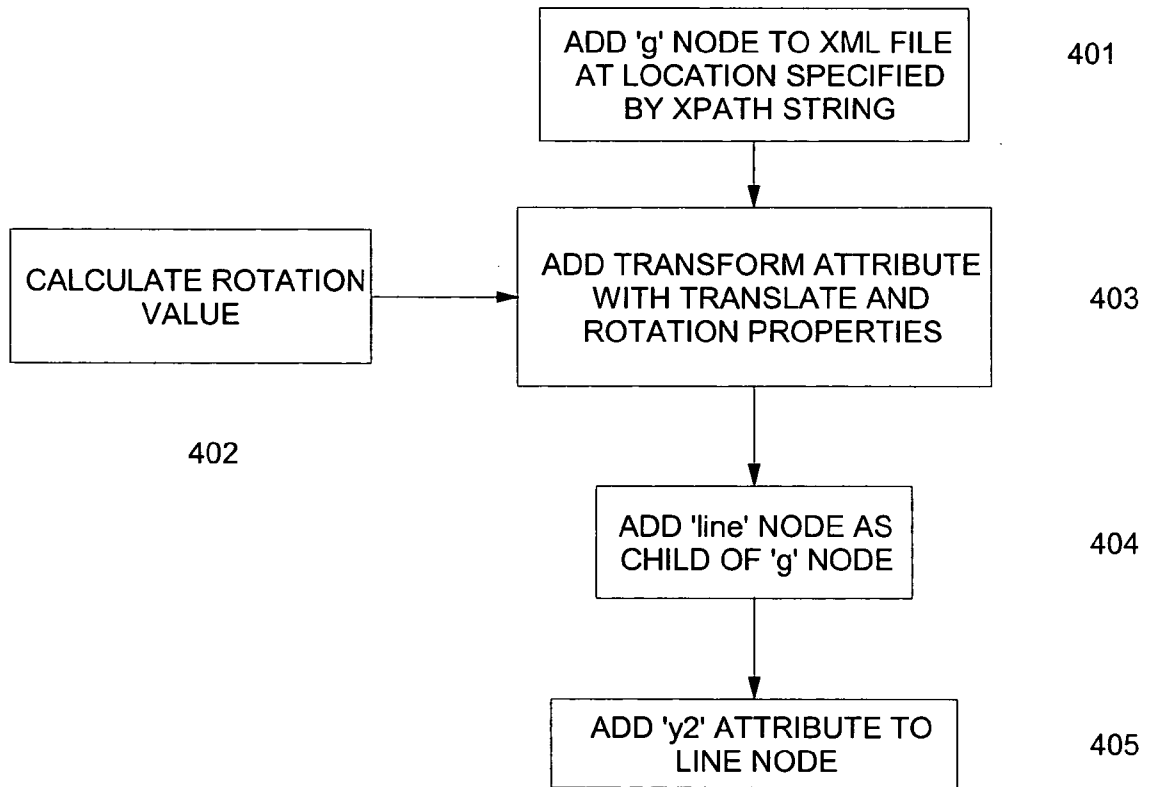 ADD 'g' NODE TO XML FILE
AT LOCATION SPECIFIED
BY XPATH STRING
401
CALCULATE ROTATION
VALUE
402
ADD TRANSFORM ATTRIBUTE
WITH TRANSLATE AND
ROTATION PROPERTIES
403
ADD 'line' NODE AS
CHILD OF 'g' NODE
404
ADD 'y2' ATTRIBUTE TO
LINE NODE
405